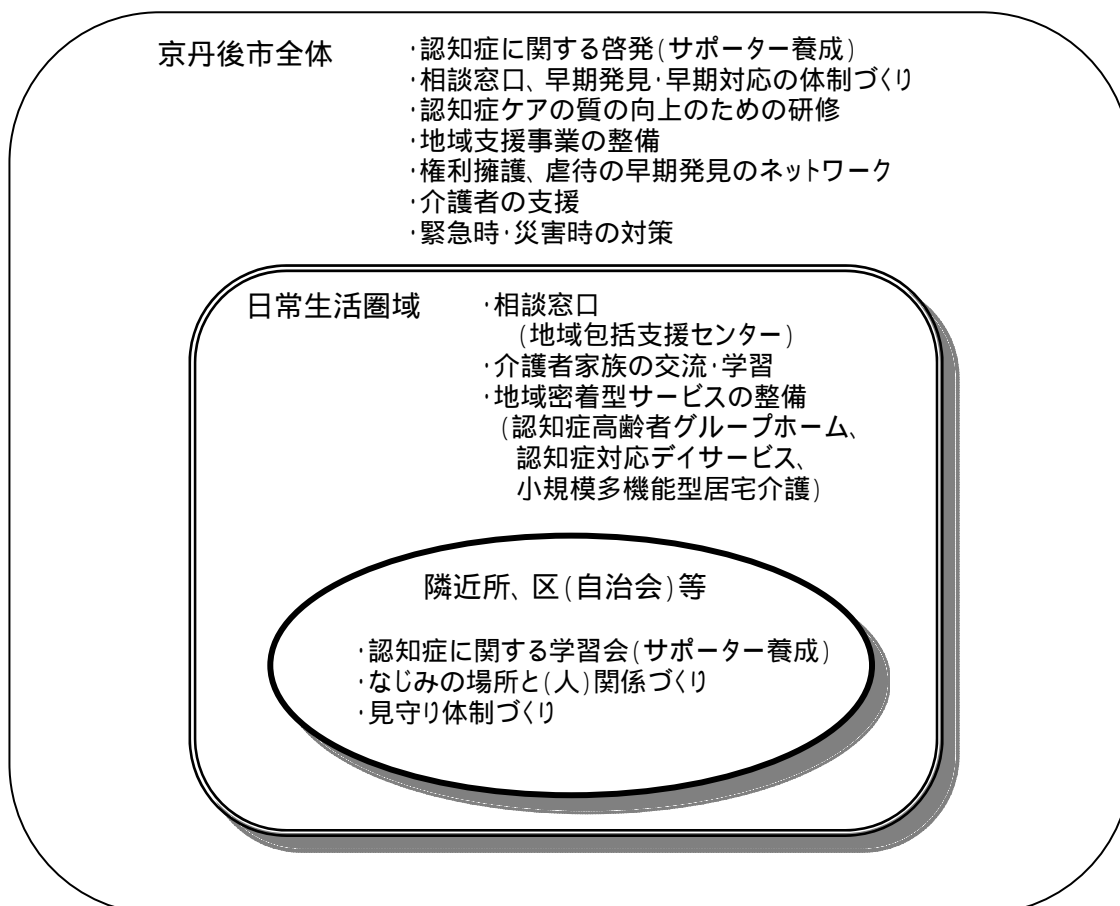 京丹後市全体
・認知症に関する啓発(サポーター養成)
・相談窓口、早期発見・早期対応の体制づくり
・認知症ケアの質の向上のための研修
・地域支援事業の整備
・権利擁護、虐待の早期発見のネットワーク
・介護者の支援
・緊急時・災害時の対策
日常生活圏域
・相談窓口
(地域包括支援センター)
・介護者家族の交流・学習
・地域密着型サービスの整備
(認知症高齢者グループホーム、
認知症対応デイサービス、
小規模多機能型居宅介護)
隣近所、区(自治会)等
・認知症に関する学習会(サポーター養成)
・なじみの場所と(人)関係づくり
・見守り体制づくり